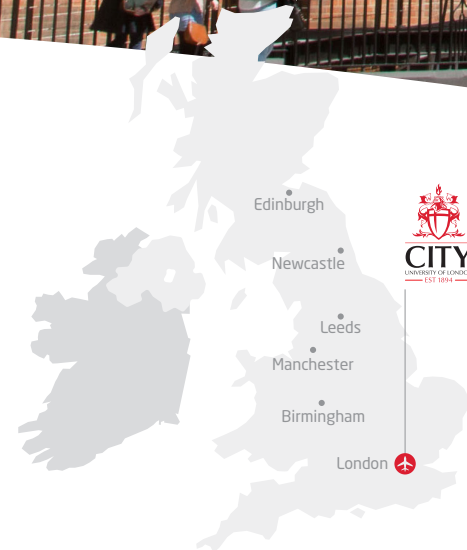 Edinburgh
CITY
UNIVERSITY OF LONDON
EST 1894
Newcastle
Leeds
Manchester
Birmingham
London